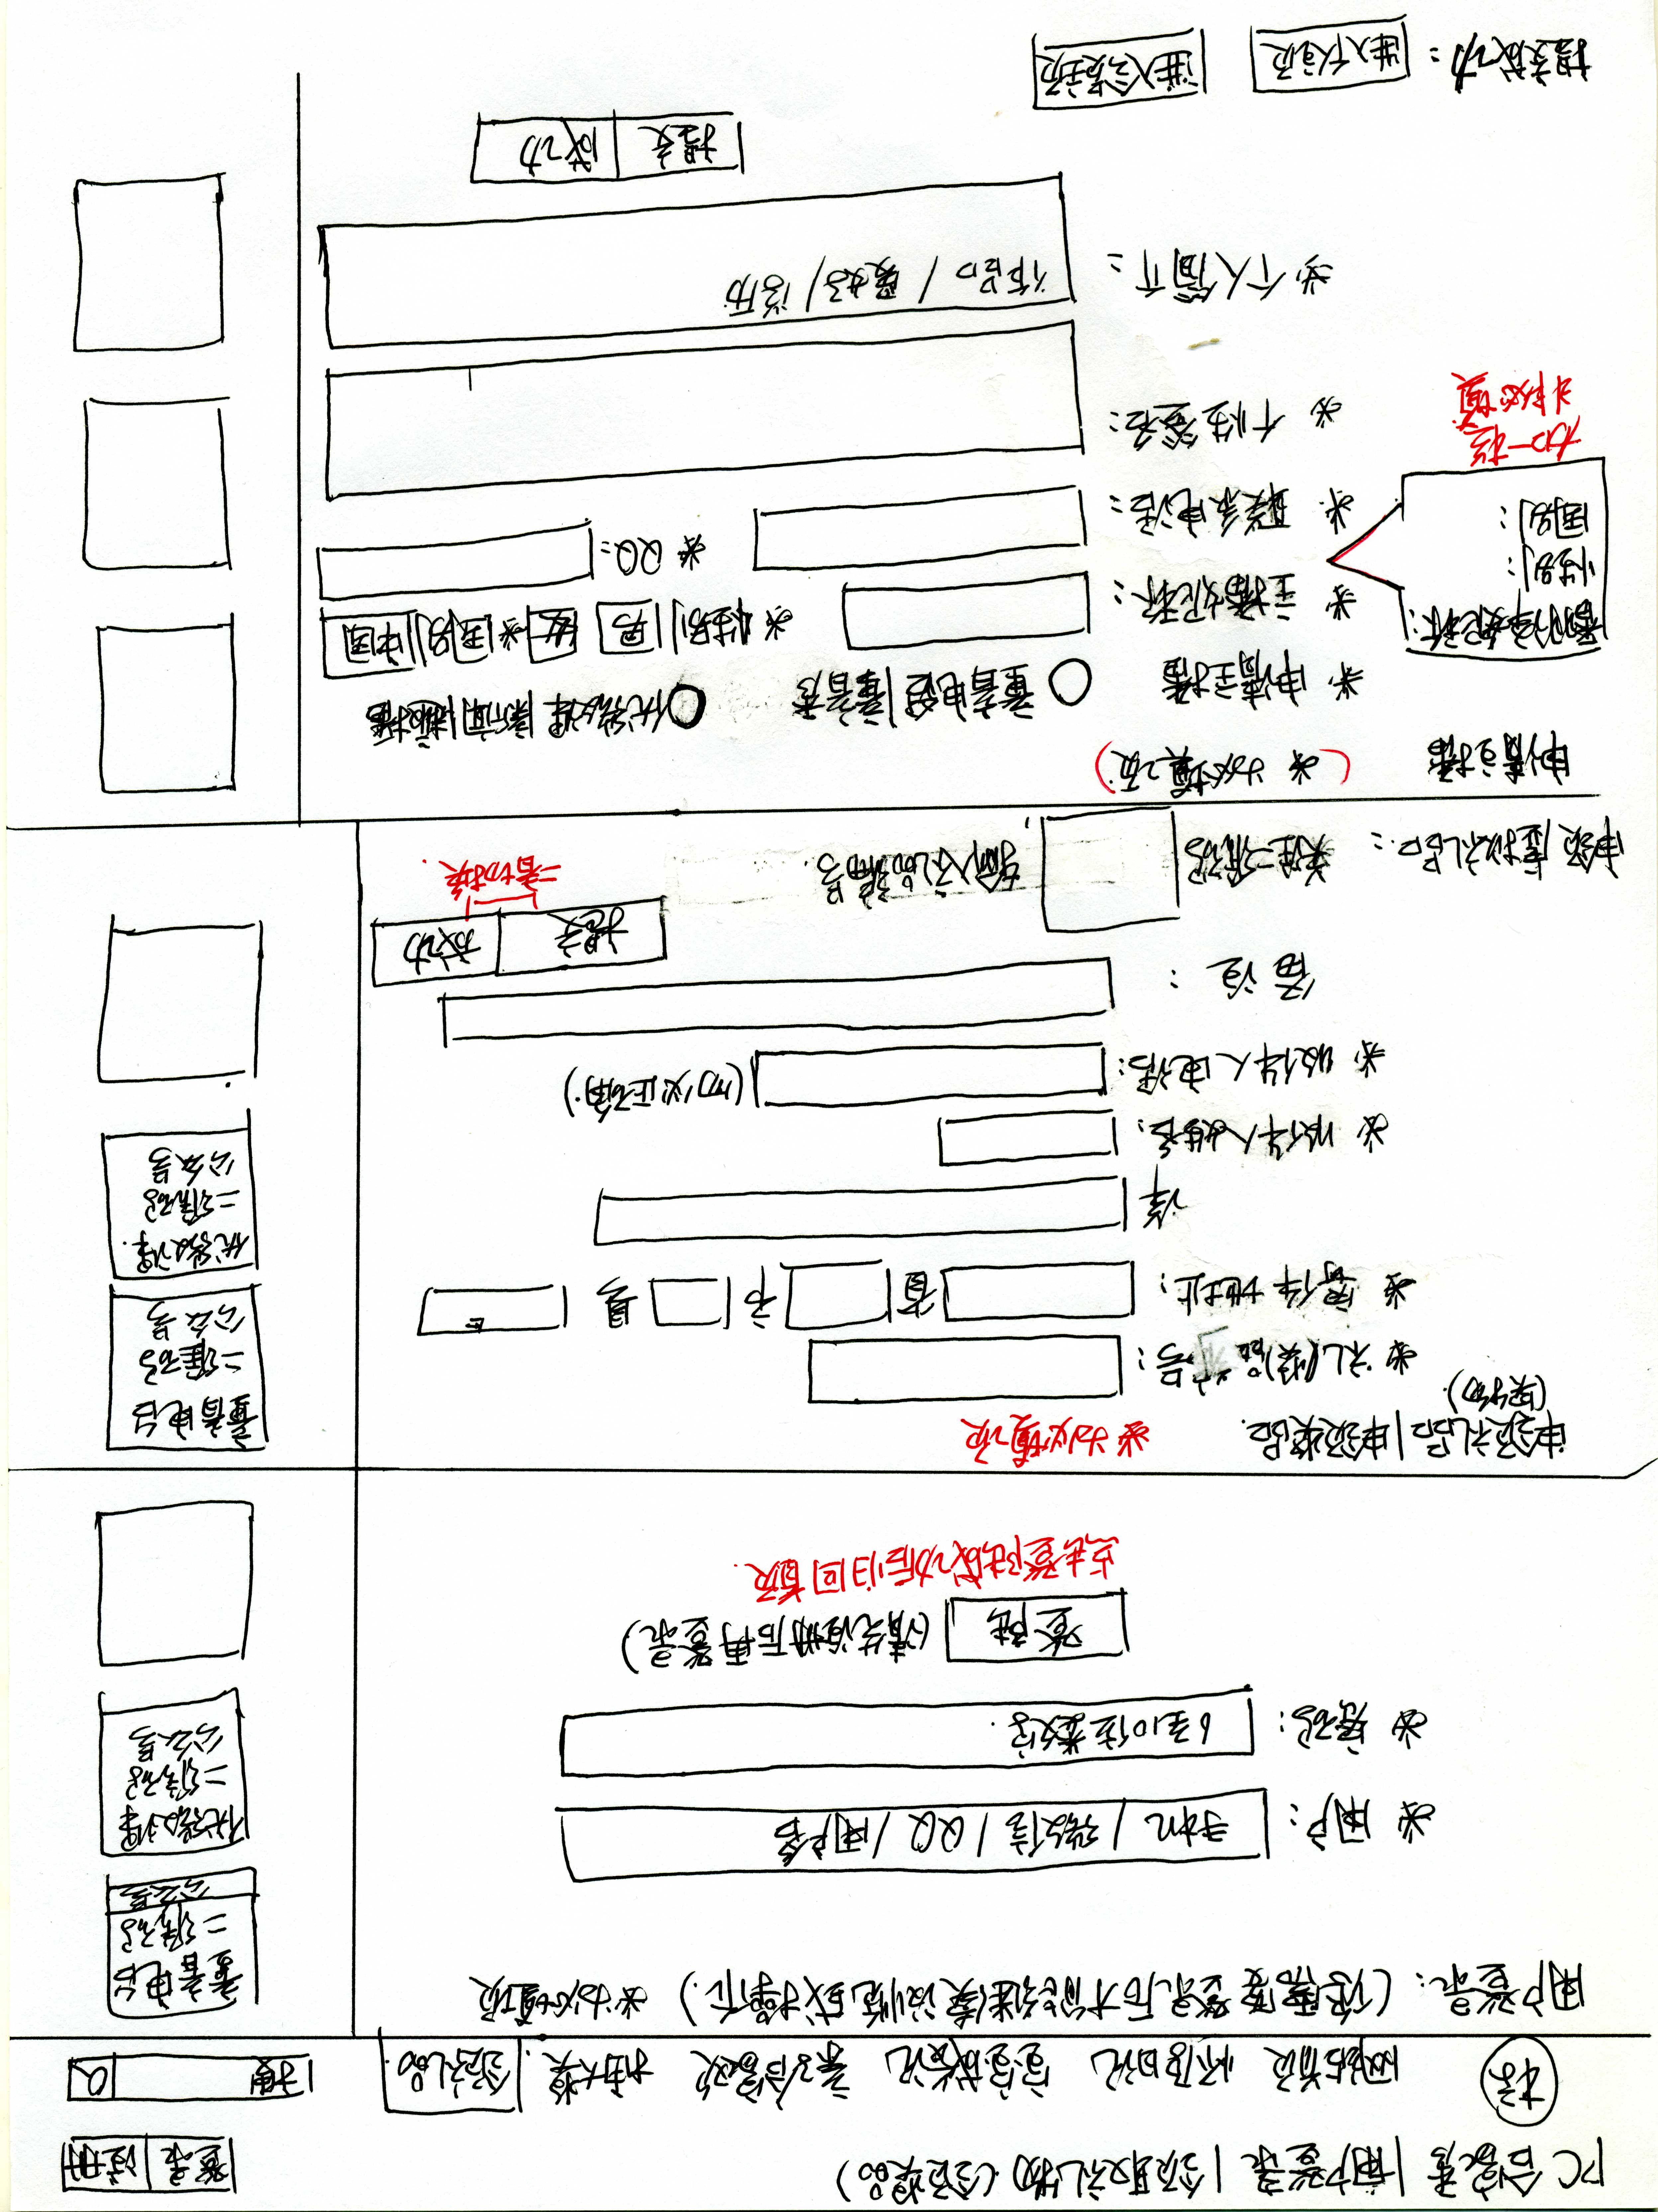 PC 合家秀 | 用户登录 | 领取礼物 (领奖品)
登录 | 注册
标 网站首页 怀孕日记 宝宝成长记 亲子合家欢 抽大奖 领礼品 搜
用户登录: (您需要登录后才能继续浏览或操作.) *为必填项
童音电台
二维码
公众号
* 用户: 手机 / 微信 / QQ / 用户名
优微课
二维码
公众号
* 密码: 6至10位数字.
登陆 (请先注册后再登录)
点击登陆成功后归回首页.
申领礼品 | 申领奖品. *为必填项
(实物).
童音电台
二维码
公众号
* 礼(奖)品编号:
* 寄件地址: 省 市 县
详
优微课.
二维码
公众号
* 收件人姓名:
* 收件人电话: (勿必正确.)
备注:
提交 成功
二者切换.
申领虚拟礼品: 关注二维码 , 输入礼品编号.
申请主播 (* 为必填项)
* 申请主播 童音电台|童音秀 优微课|新闻|趣播
翻译妮称:
性别:
国别:
加一栏
非必填
* 主播妮称: * 性别 男 女 * 国别 中国
* 联系电话: * QQ:
* 个性签名:
* 个人简介: 作品 / 爱好 / 学历
提交 成功
提交成功: 进入个人主页 进入会员主页